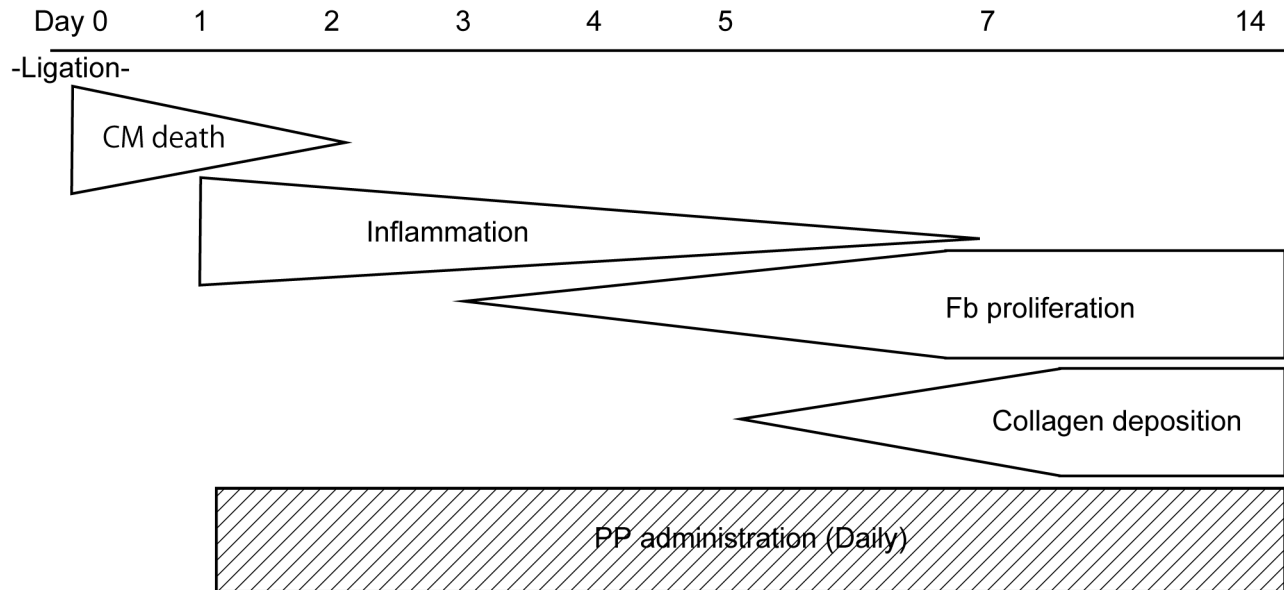 Day 0 1 2 3 4 5 7 14
-Ligation-
CM death
Inflammation
Fb proliferation
Collagen deposition
PP administration (Daily)